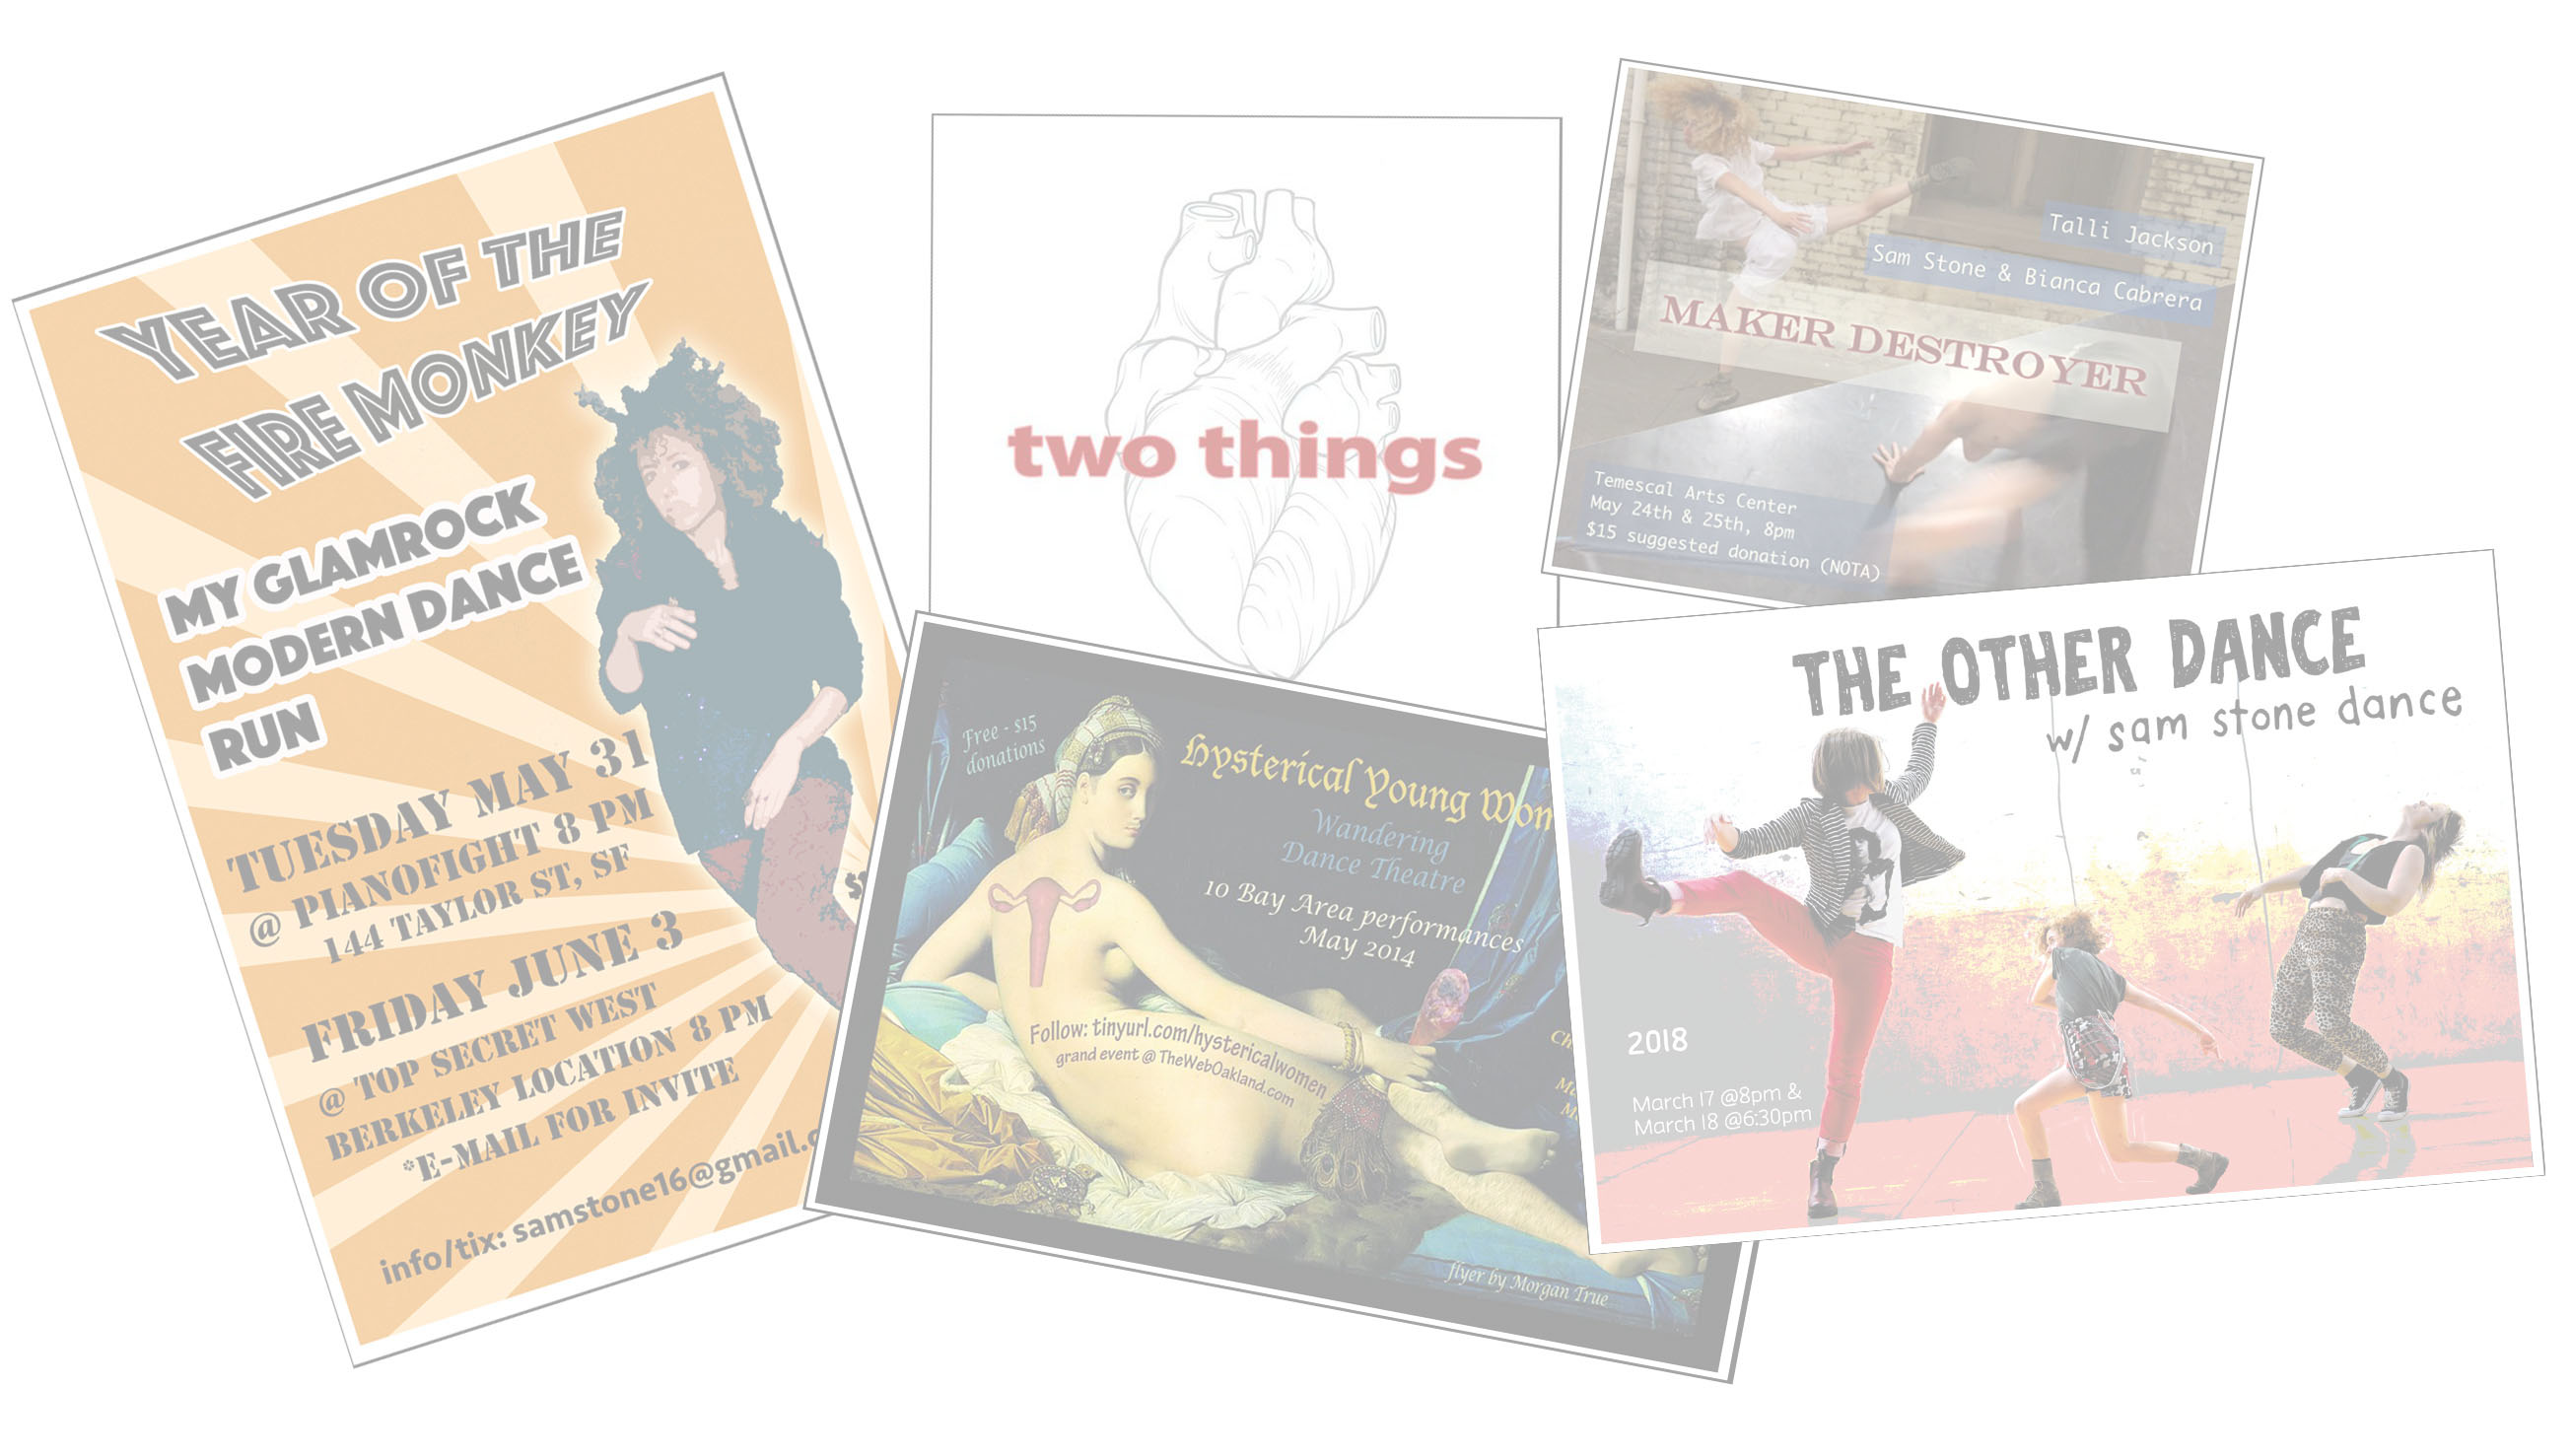 YEAR OF THE
FIRE MONKEY
MY GLAMROCK
MODERN DANCE
RUN
TUESDAY MAY 31
@ PIANOFIGHT 8 PM
144 TAYLOR ST, SF
FRIDAY JUNE 3
@ TOP SECRET WEST
BERKELEY LOCATION 8 PM
*E-MAIL FOR INVITE
info/tix: samstone16@gmail.
two things
Talli Jackson
Sam Stone & Bianca Cabrera
MAKER DESTROYER
Temescal Arts Center
May 24th & 25th, 8pm
$15 suggested donation (NOTA)
Free - $15
donations
Hysterical Young Wom
Wandering
Dance Theatre
10 Bay Area performances
May 2014
Follow: tinyurl.com/hystericalwomen
grand event @ TheWebOakland.com
flyer by Morgan True
THE OTHER DANCE
w/ sam stone dance
2018
March 17 @8pm &
March 18 @6:30pm